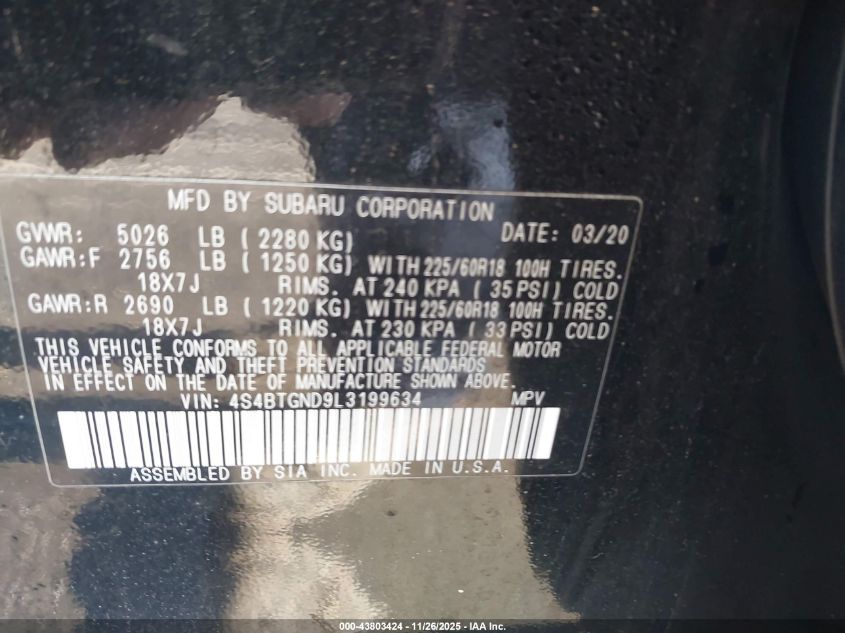 MFD BY SUBARU CORPORATION
GVWR: 5026 LB ( 2280 KG) DATE: 03/20
GAWR:F 2756 LB ( 1250 KG) WITH 225/60R18 100H TIRES.
18X7J RIMS. AT 240 KPA ( 35 PSI) COLD
GAWR:R 2690 LB ( 1220 KG) WITH 225/60R18 100H TIRES.
18X7J RIMS. AT 230 KPA ( 33 PSI) COLD
THIS VEHICLE CONFORMS TO ALL APPLICABLE FEDERAL MOTOR
VEHICLE SAFETY AND THEFT PREVENTION STANDARDS
IN EFFECT ON THE DATE OF MANUFACTURE SHOWN ABOVE.
VIN: 4S4BTGND9L3199634 MPV
ASSEMBLED BY SIA INC. MADE IN U.S.A.
000-43803424 - 11/26/2025 - IAA Inc.